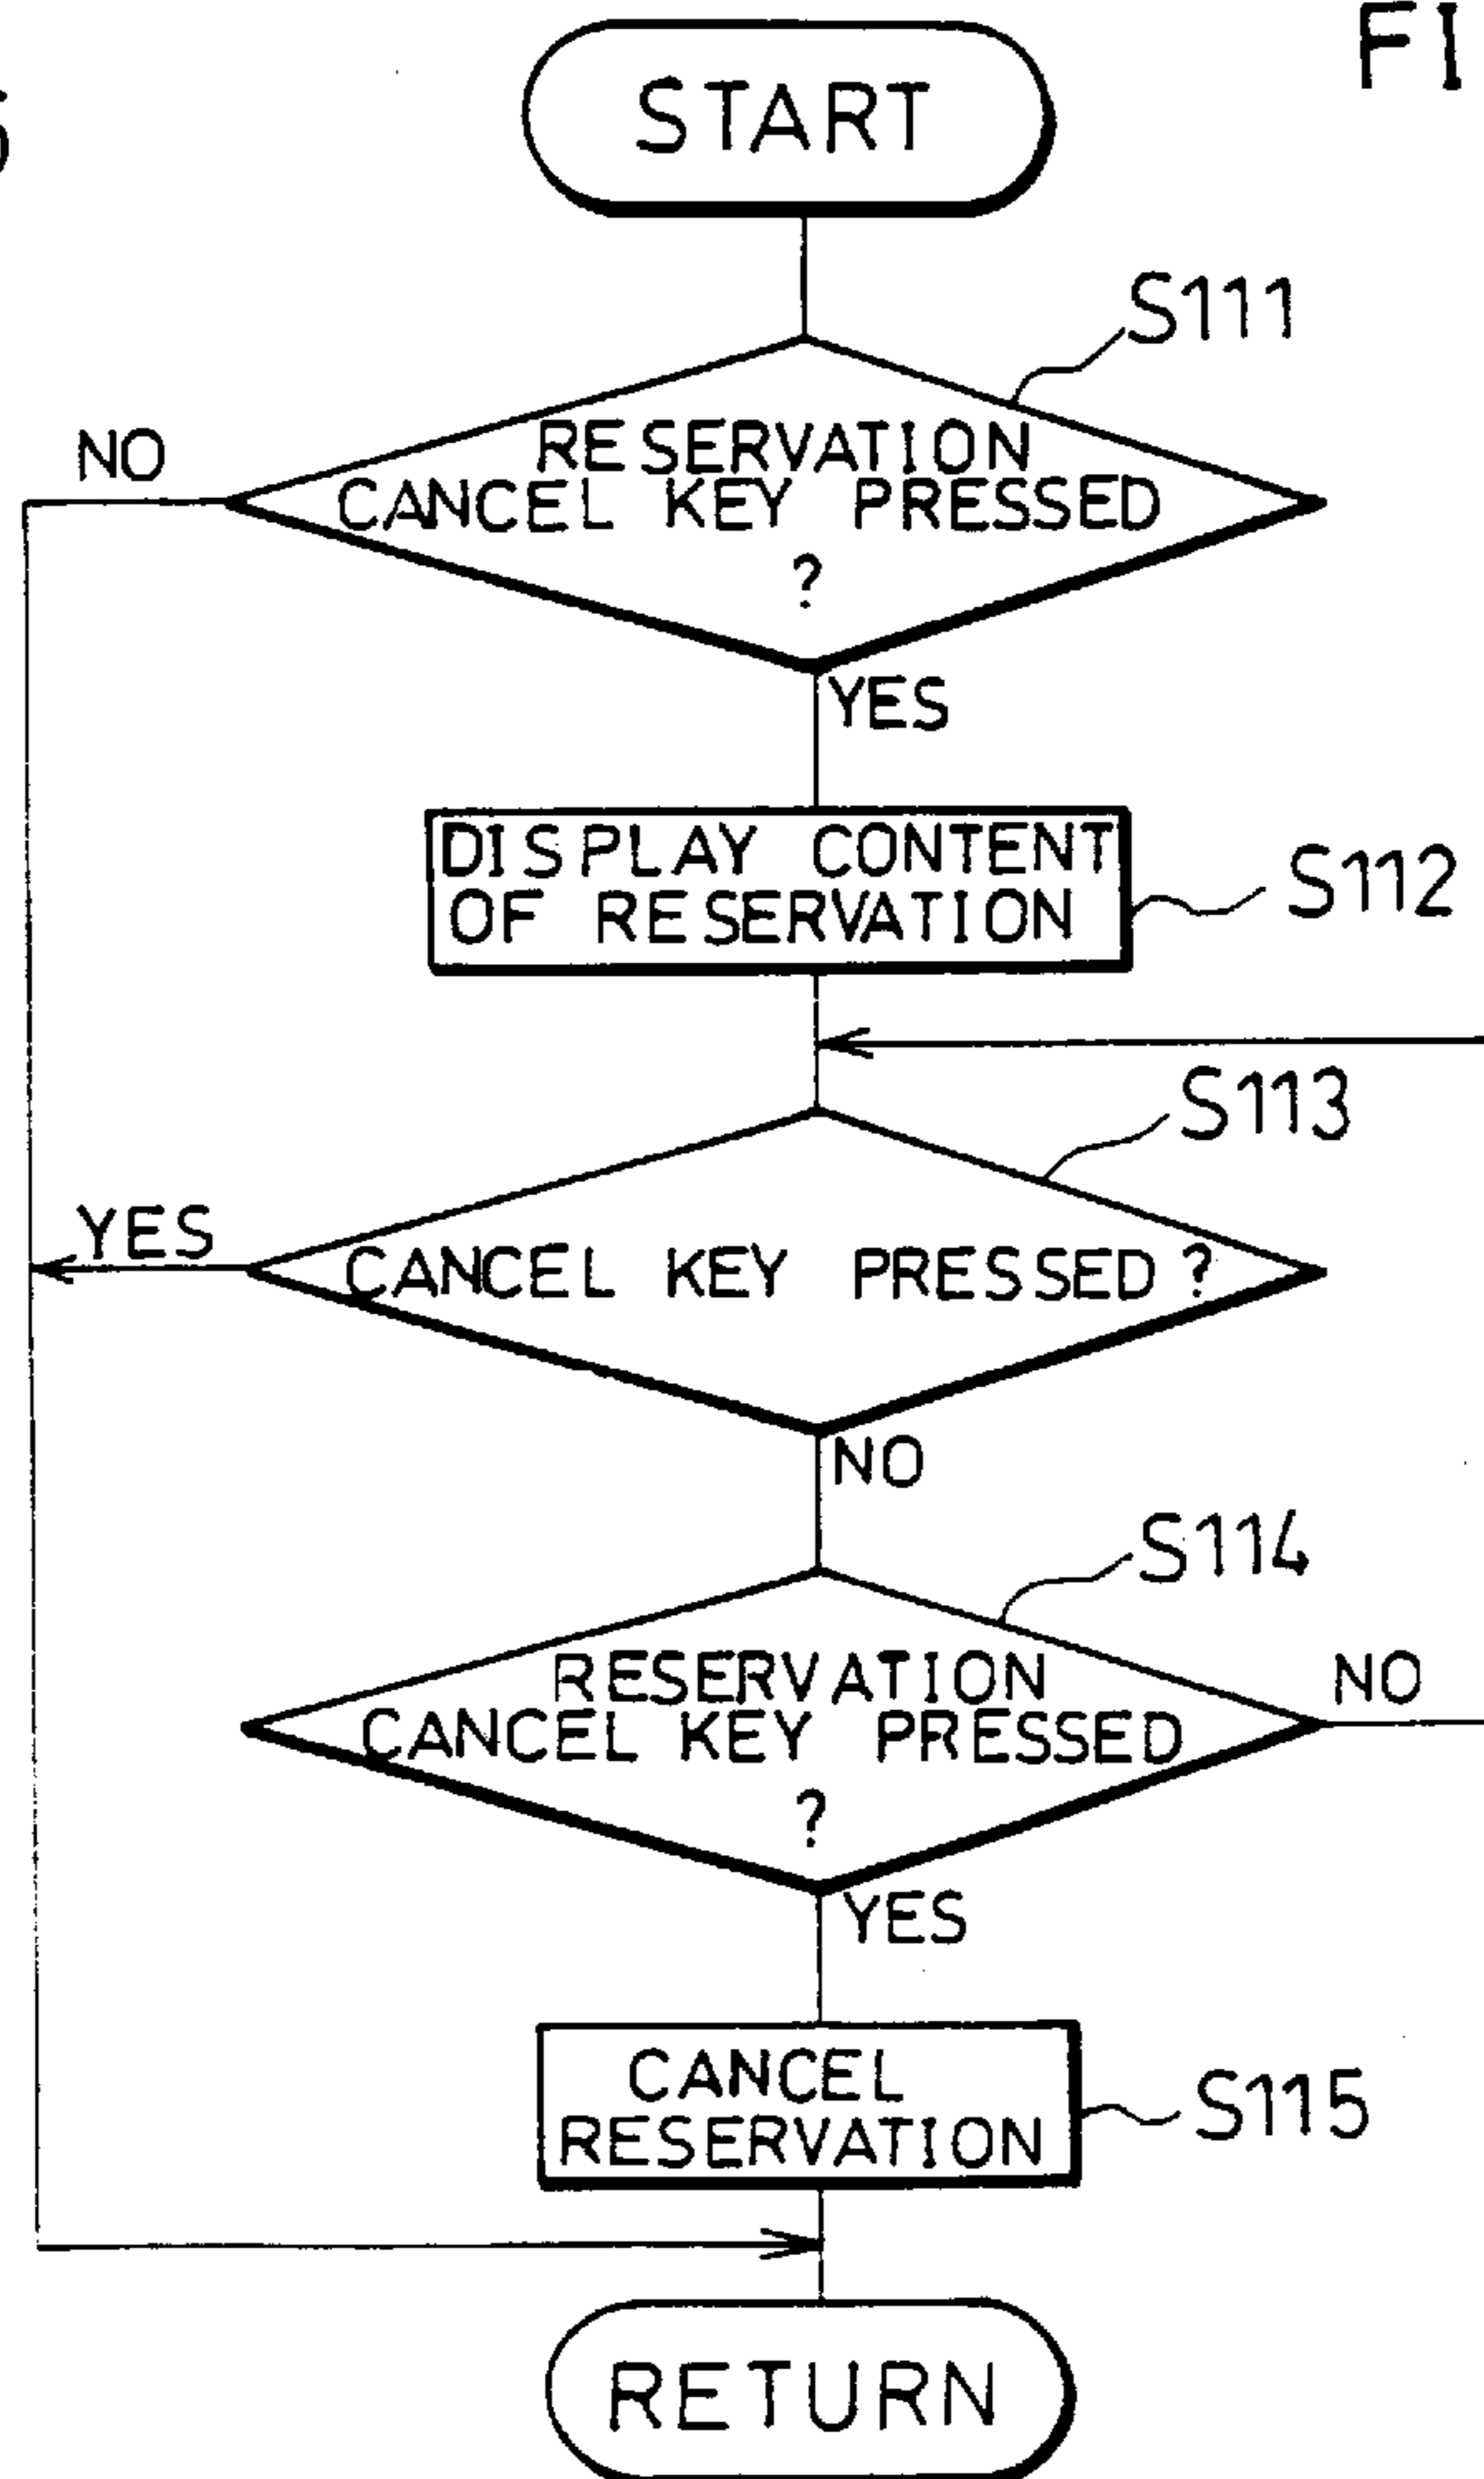 START
S111
RESERVATION
CANCEL KEY PRESSED
?
NO
YES
DISPLAY CONTENT
OF RESERVATION
S112
S113
YES
CANCEL KEY PRESSED?
NO
S114
RESERVATION
CANCEL KEY PRESSED
?
NO
YES
CANCEL
RESERVATION
S115
RETURN